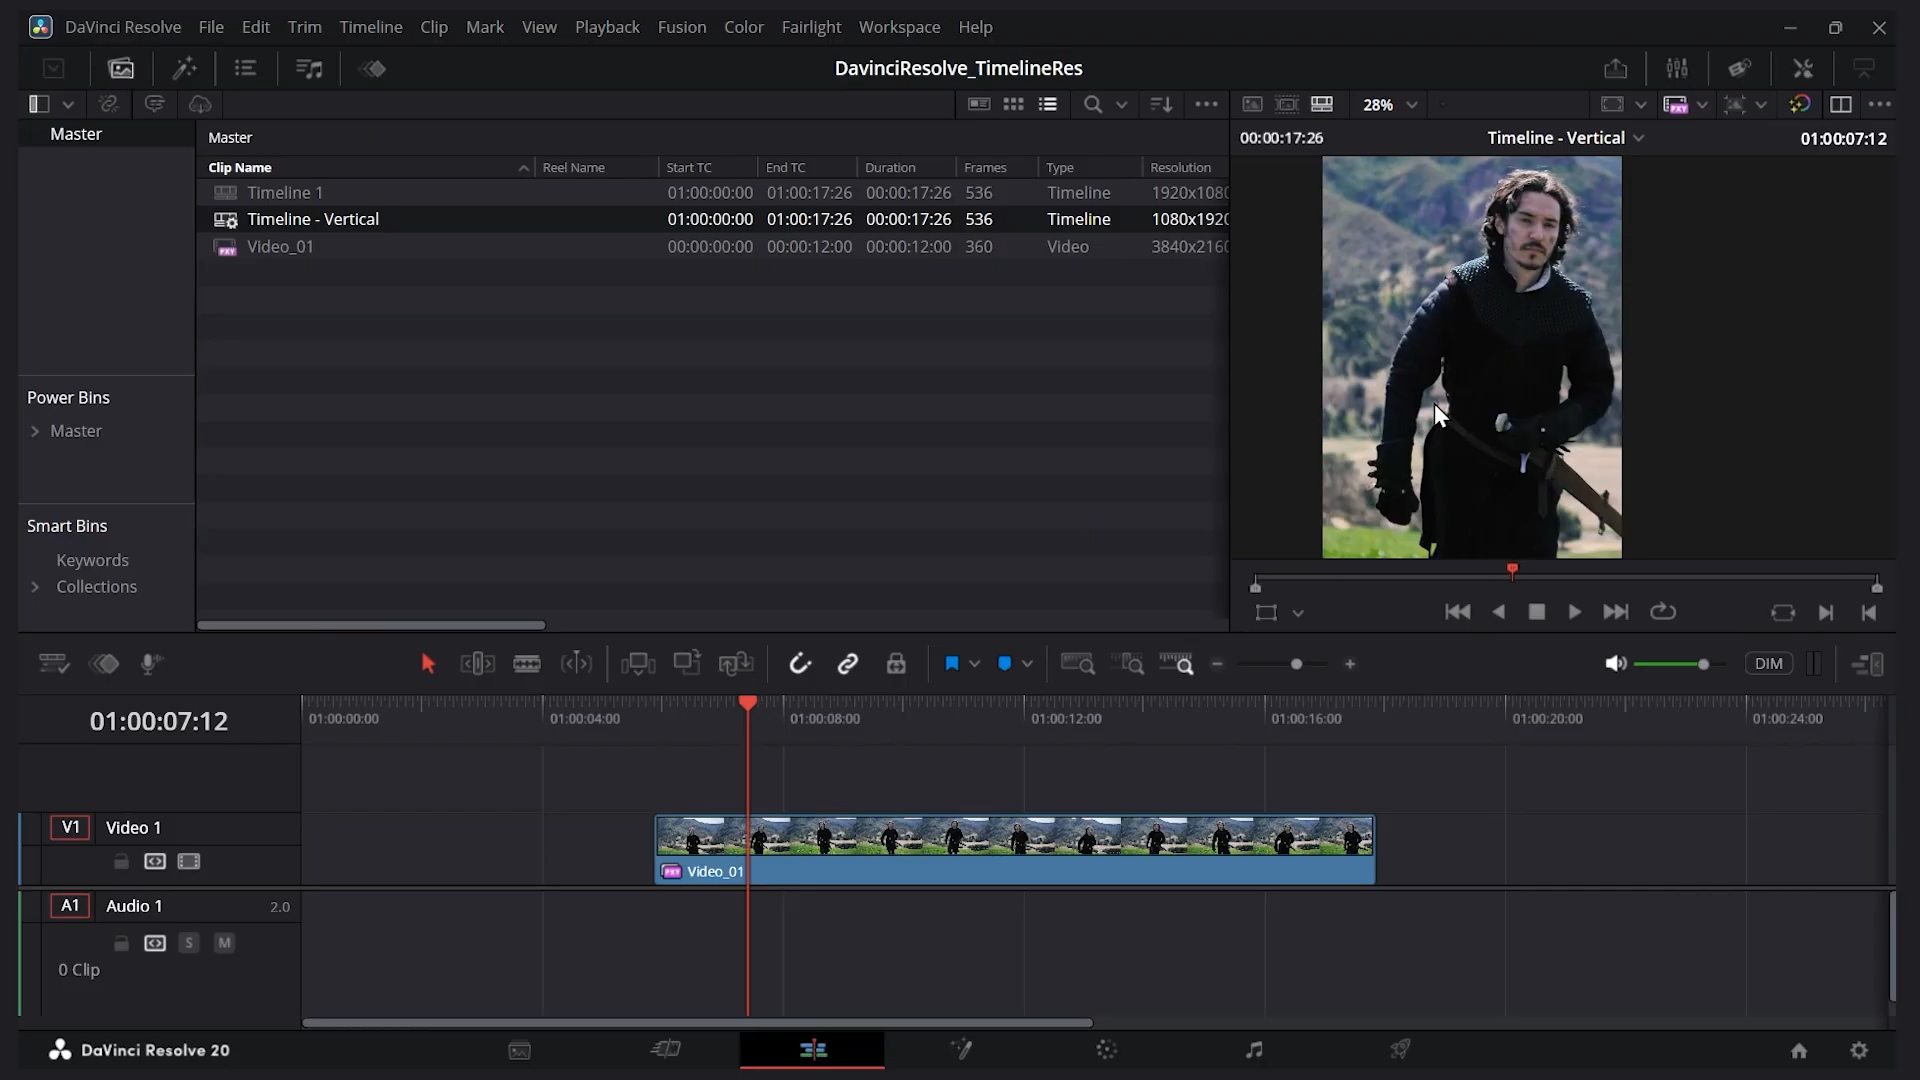 DaVinci Resolve File Edit Trim Timeline Clip Mark View Playback Fusion Color Fairlight Workspace Help
DavinciResolve_TimelineRes
28%
Master
Master
00:00:17:26 Timeline - Vertical 01:00:07:12
Clip Name Reel Name Start TC End TC Duration Frames Type Resolution
Timeline 1 01:00:00:00 01:00:17:26 00:00:17:26 536 Timeline 1920x1080
Timeline - Vertical 01:00:00:00 01:00:17:26 00:00:17:26 536 Timeline 1080x1920
PXY Video_01 00:00:00:00 00:00:12:00 00:00:12:00 360 Video 3840x2160
Power Bins
Master
Smart Bins
Keywords
Collections
DIM
01:00:07:12
01:00:00:00 01:00:04:00 01:00:08:00 01:00:12:00 01:00:16:00 01:00:20:00 01:00:24:00
V1 Video 1
PXY Video_01
A1 Audio 1 2.0
S M
0 Clip
DaVinci Resolve 20